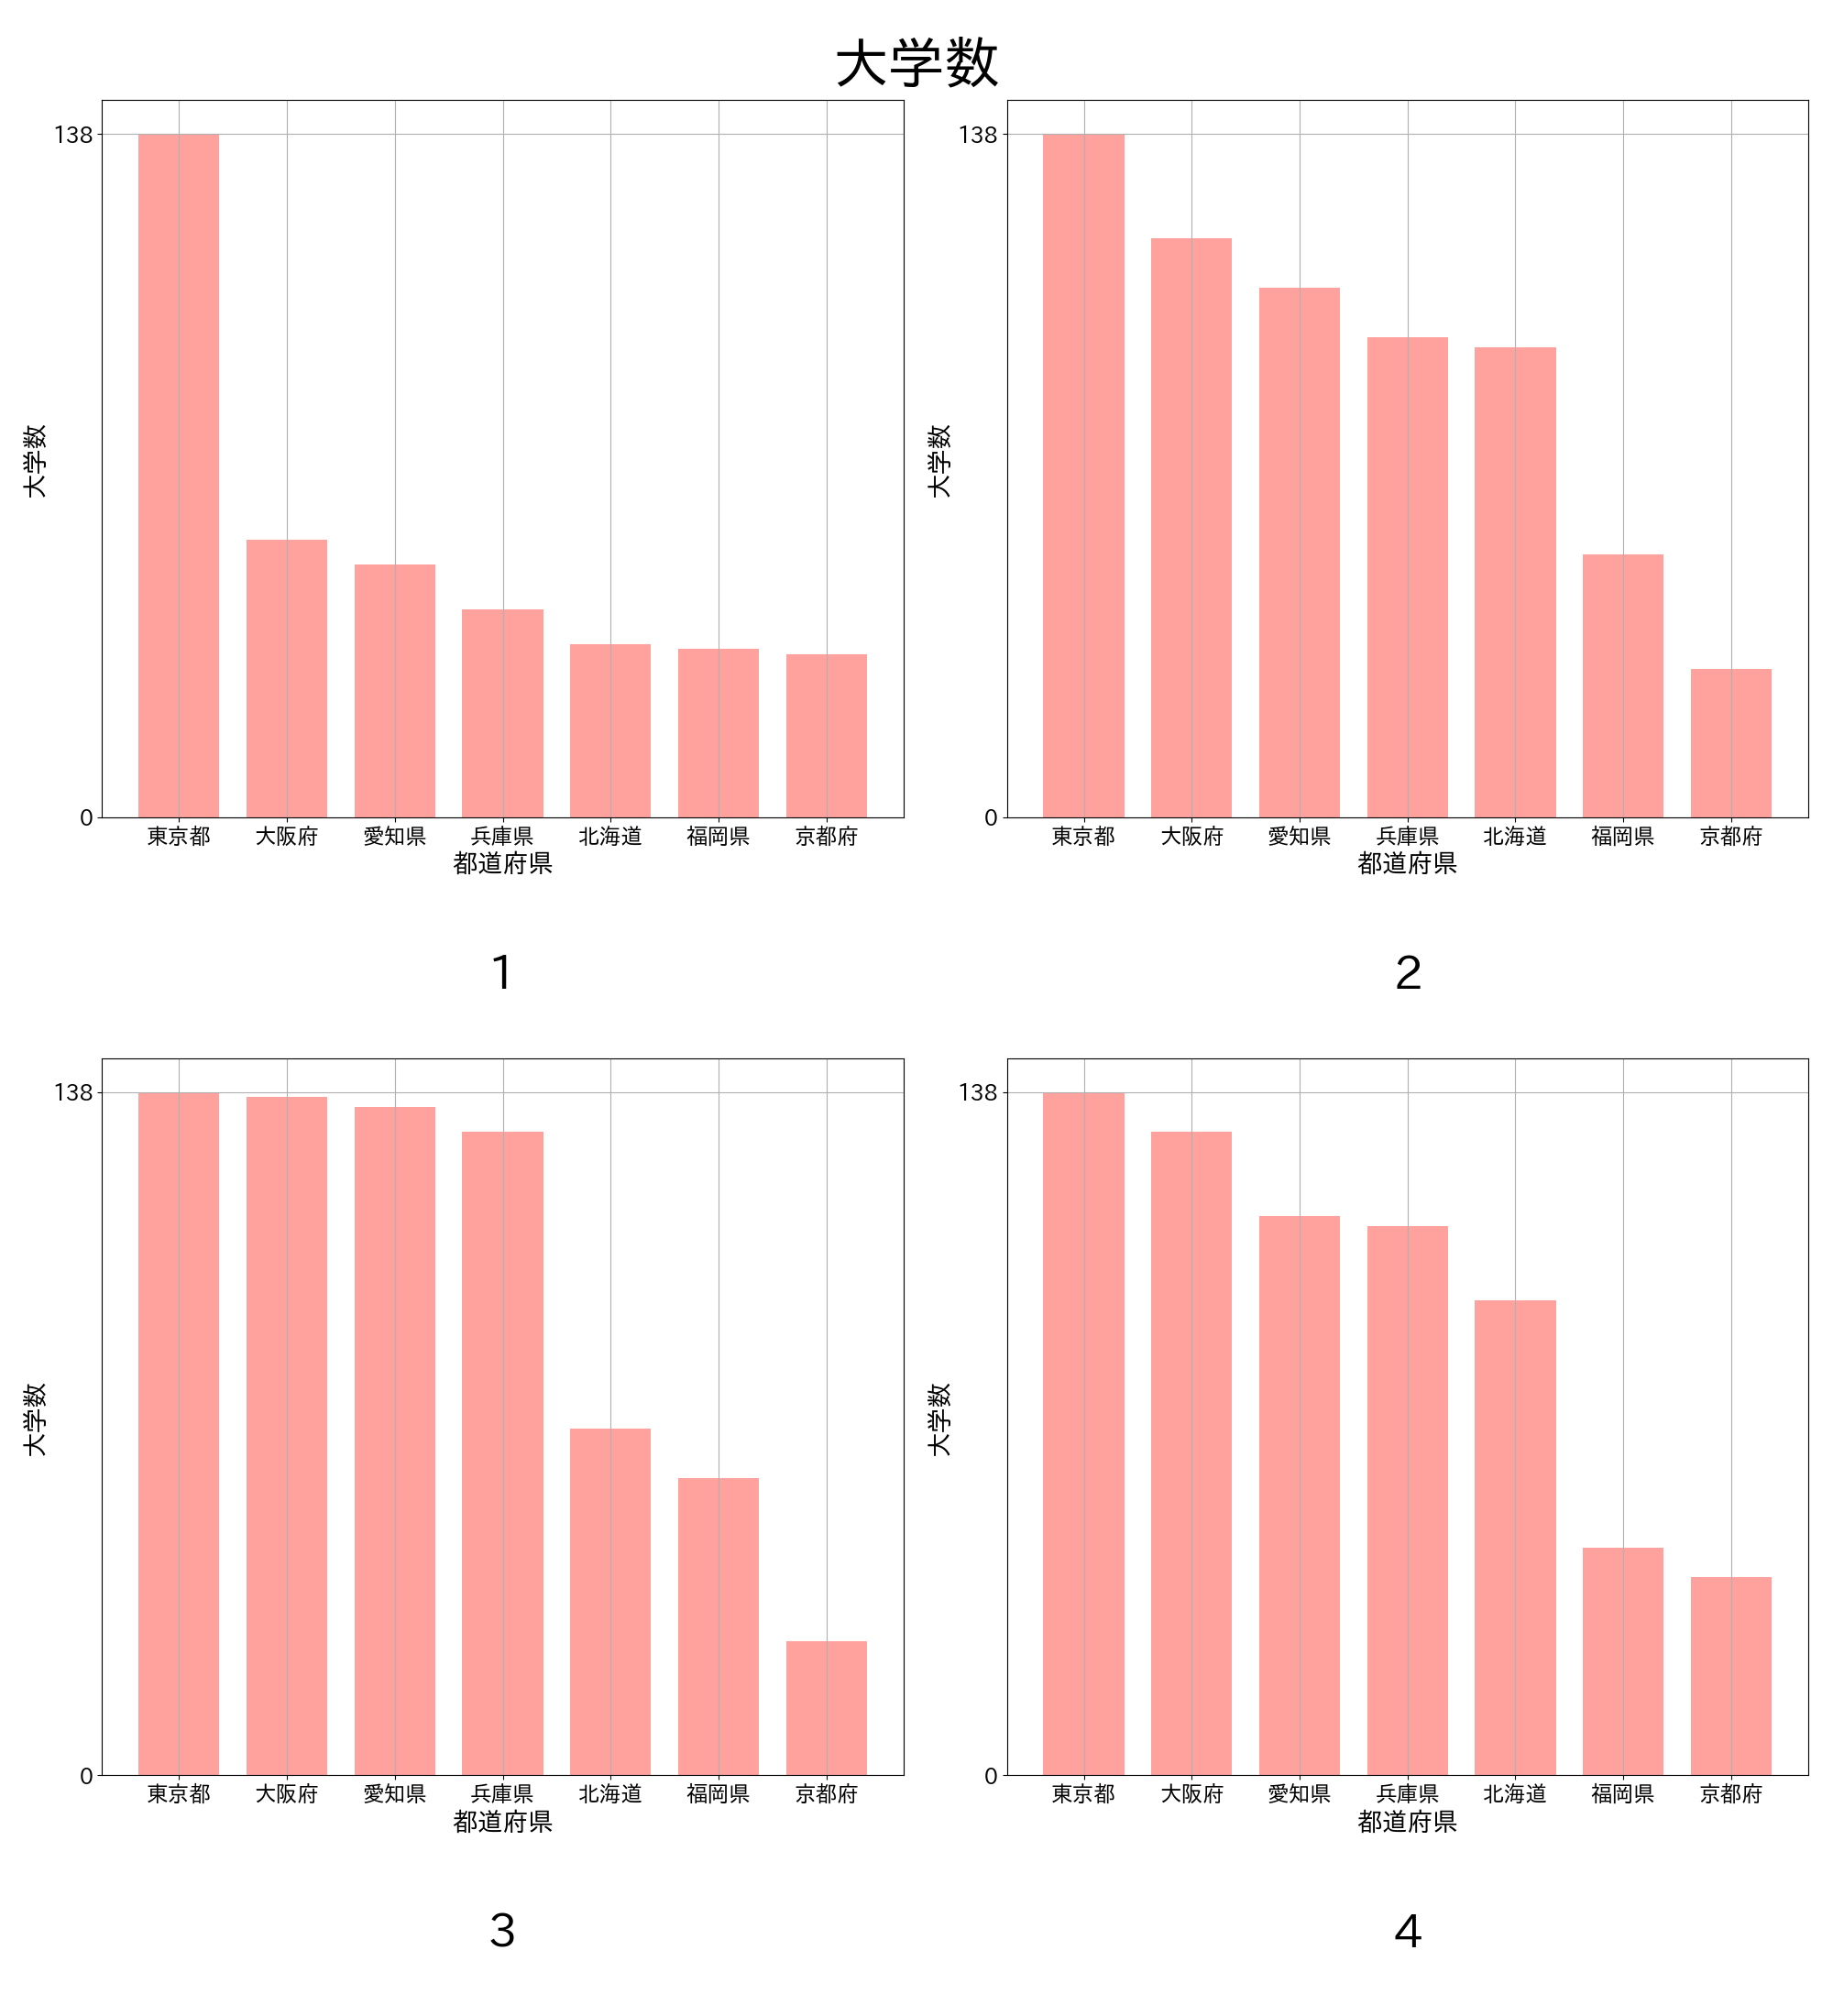 大学数
138
0
大学数
東京都 大阪府 愛知県 兵庫県 北海道 福岡県 京都府
都道府県
1
138
0
大学数
東京都 大阪府 愛知県 兵庫県 北海道 福岡県 京都府
都道府県
2
138
0
大学数
東京都 大阪府 愛知県 兵庫県 北海道 福岡県 京都府
都道府県
3
138
0
大学数
東京都 大阪府 愛知県 兵庫県 北海道 福岡県 京都府
都道府県
4